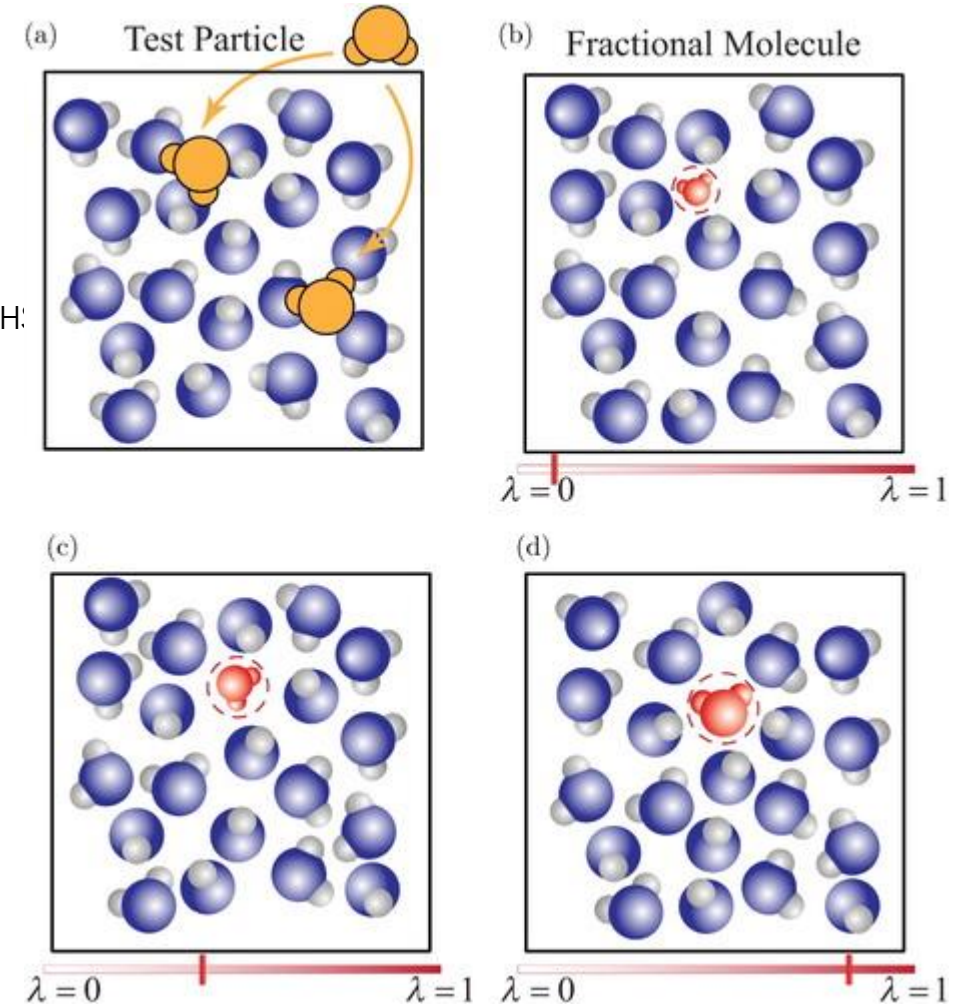 (a) Test Particle
(b) Fractional Molecule
λ = 0 λ = 1
(c)
(d)
λ = 0 λ = 1
λ = 0 λ = 1